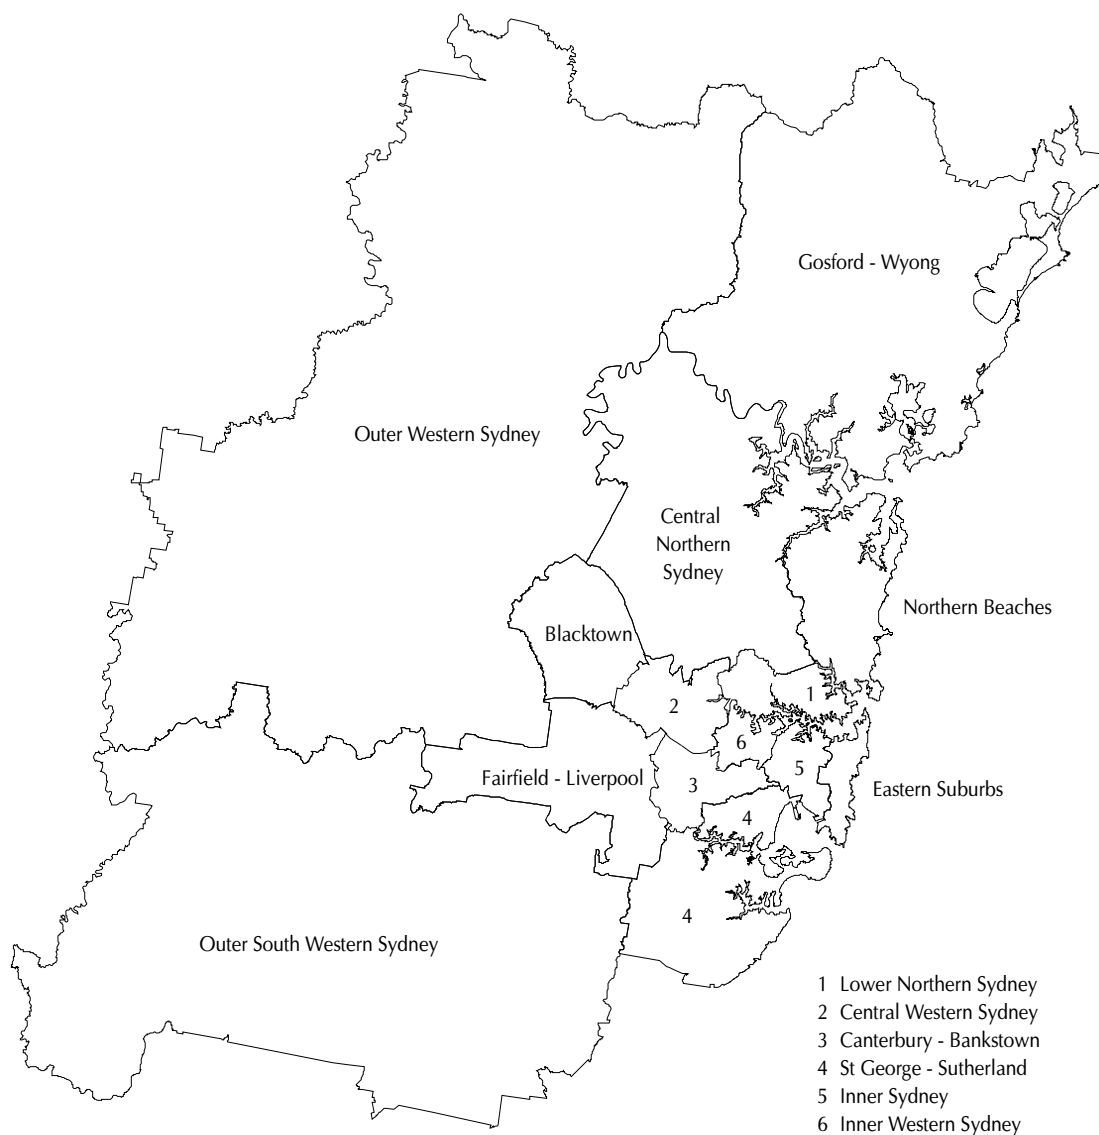 Gosford - Wyong
Outer Western Sydney
Central
Northern
Sydney
Northern Beaches
Blacktown
1
2
6
5
Fairfield - Liverpool
3
Eastern Suburbs
4
4
Outer South Western Sydney
1 Lower Northern Sydney
2 Central Western Sydney
3 Canterbury - Bankstown
4 St George - Sutherland
5 Inner Sydney
6 Inner Western Sydney